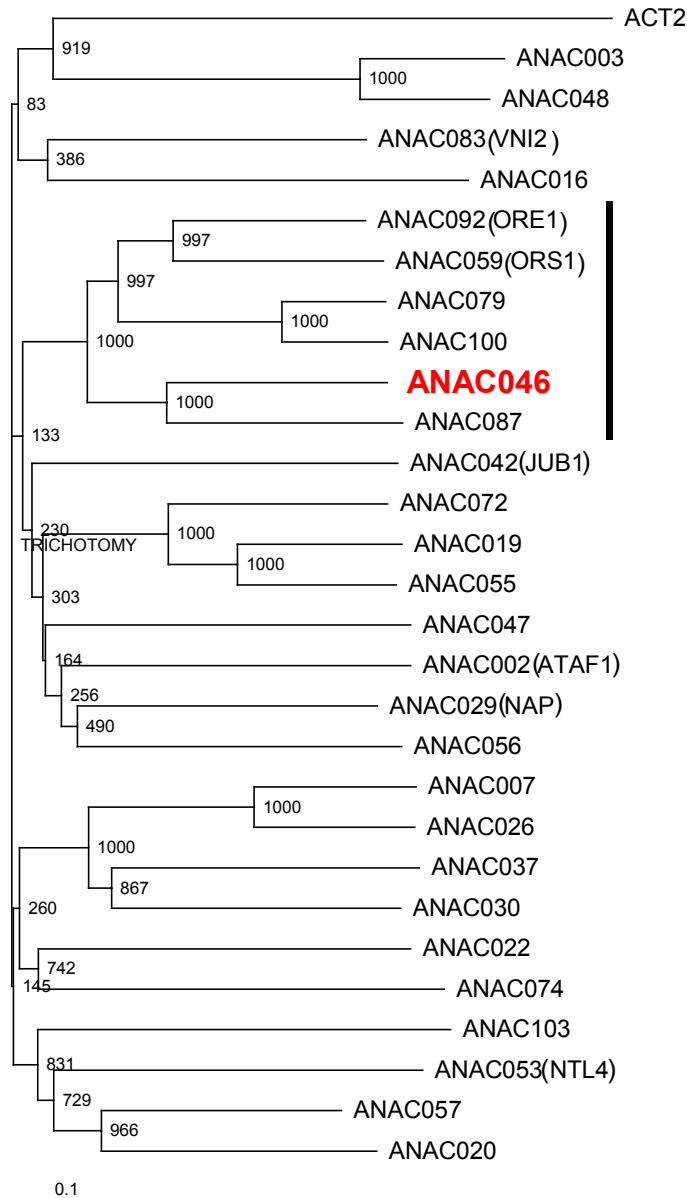 ACT2
919
ANAC003
1000
ANAC048
83
ANAC083(VNI2)
386
ANAC016
ANAC092(ORE1)
997
ANAC059(ORS1)
997
ANAC079
1000
ANAC100
1000
ANAC046
1000
ANAC087
133
ANAC042(JUB1)
ANAC072
230
1000
TRICHOTOMY
ANAC019
1000
ANAC055
303
ANAC047
164
ANAC002(ATAF1)
256
ANAC029(NAP)
490
ANAC056
ANAC007
1000
ANAC026
1000
ANAC037
867
ANAC030
260
ANAC022
742
145
ANAC074
ANAC103
831
ANAC053(NTL4)
729
ANAC057
966
ANAC020
0.1